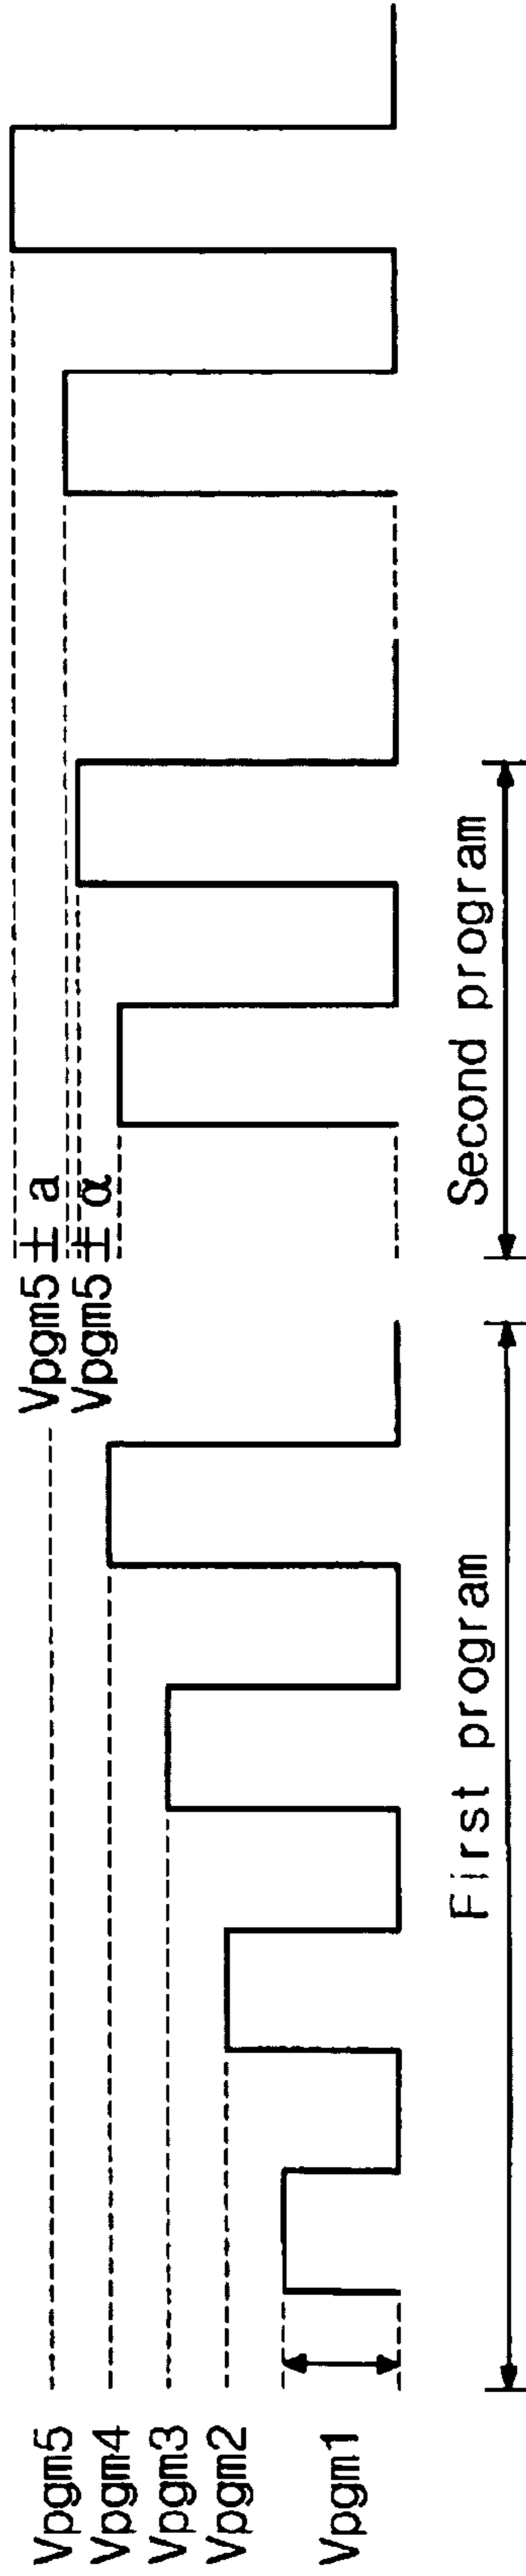 Vpgm5
Vpgm4
Vpgm3
Vpgm2
Vpgm1
Vpgm5 ± a
Vpgm5 ± α
First program
Second program